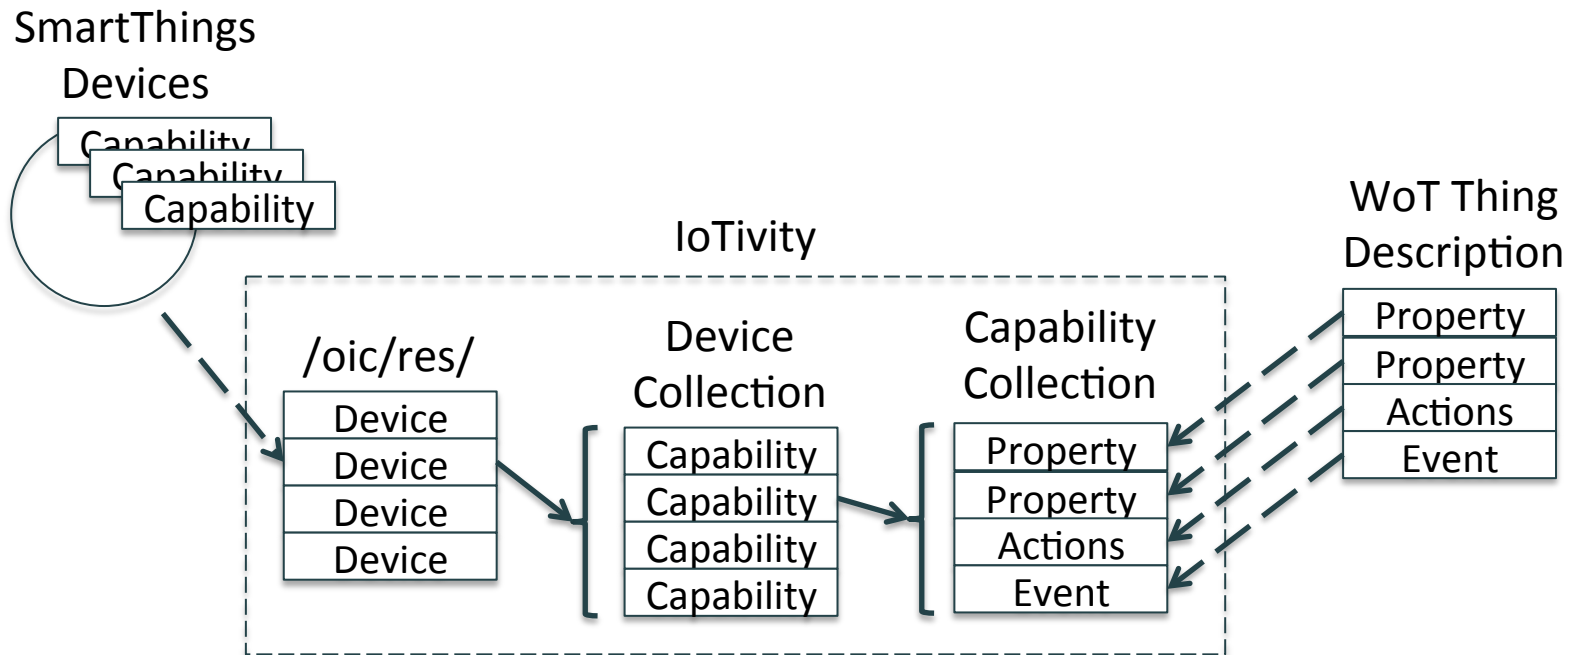 SmartThings
Devices
Capability
Capability
Capability
IoTivity
/oic/res/
Device
Device
Device
Device
Device
Collection
Capability
Capability
Capability
Capability
Capability
Collection
Property
Property
Actions
Event
WoT Thing
Description
Property
Property
Actions
Event